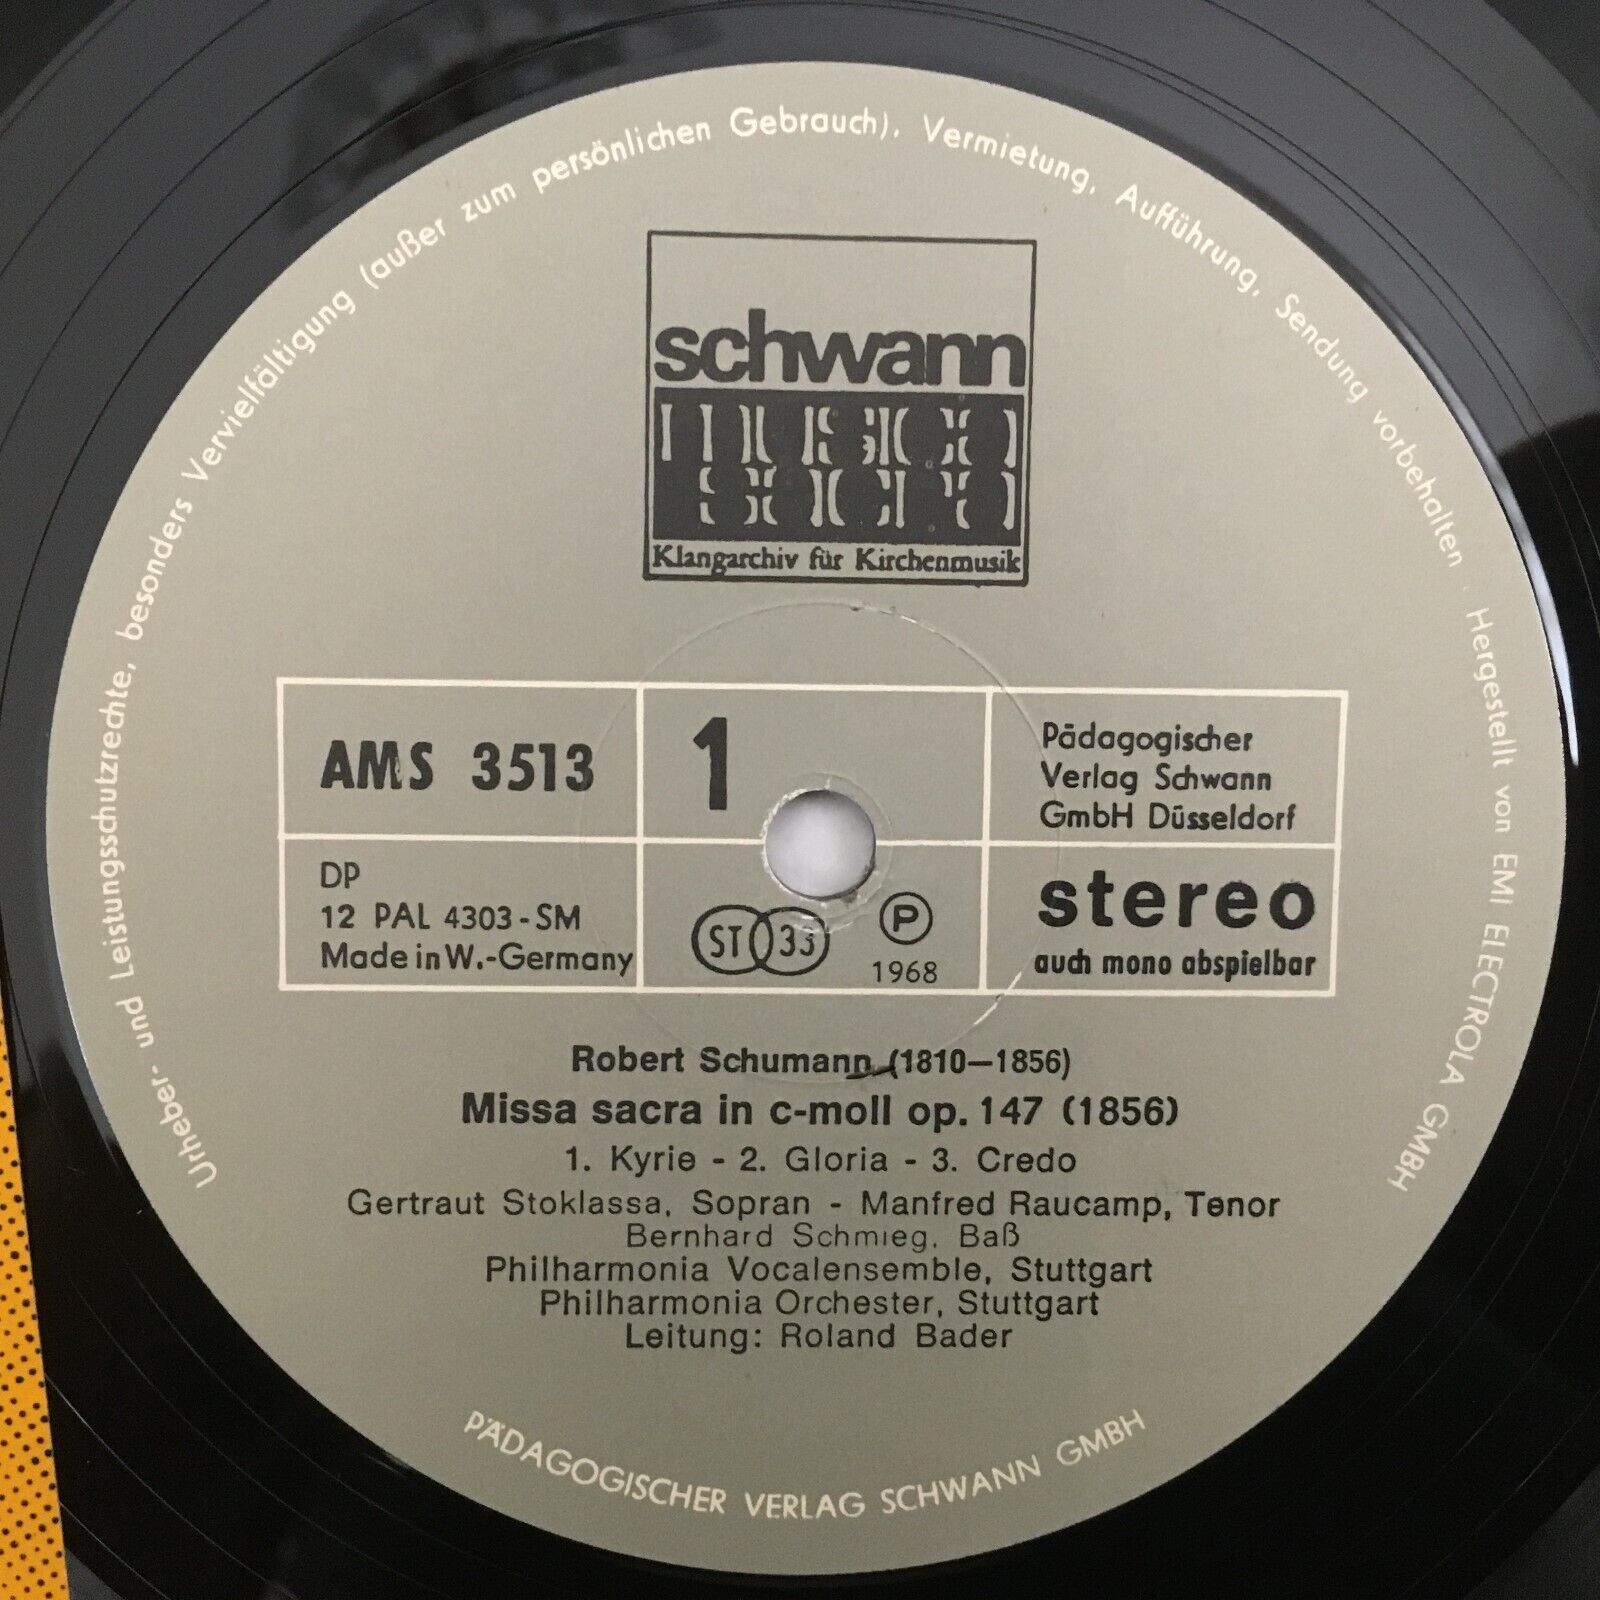 Urheber- und Leistungsschutzrechte, besonders Vervielfältigung (außer zum persönlichen Gebrauch), Vermietung, Aufführung, Sendung vorbehalten . Hergestellt von EMI ELECTROLA GMBH
schwann
Klangarchiv für Kirchenmusik
AMS 3513
1
Pädagogischer
Verlag Schwann
GmbH Düsseldorf
DP
12 PAL 4303-SM
Made in W.-Germany
ST 33
P
1968
stereo
auch mono abspielbar
Robert Schumann (1810—1856)
Missa sacra in c-moll op. 147 (1856)
1. Kyrie - 2. Gloria - 3. Credo
Gertraut Stoklassa, Sopran - Manfred Raucamp, Tenor
Bernhard Schmieg, Baß
Philharmonia Vocalensemble, Stuttgart
Philharmonia Orchester, Stuttgart
Leitung: Roland Bader
PÄDAGOGISCHER VERLAG SCHWANN GMBH